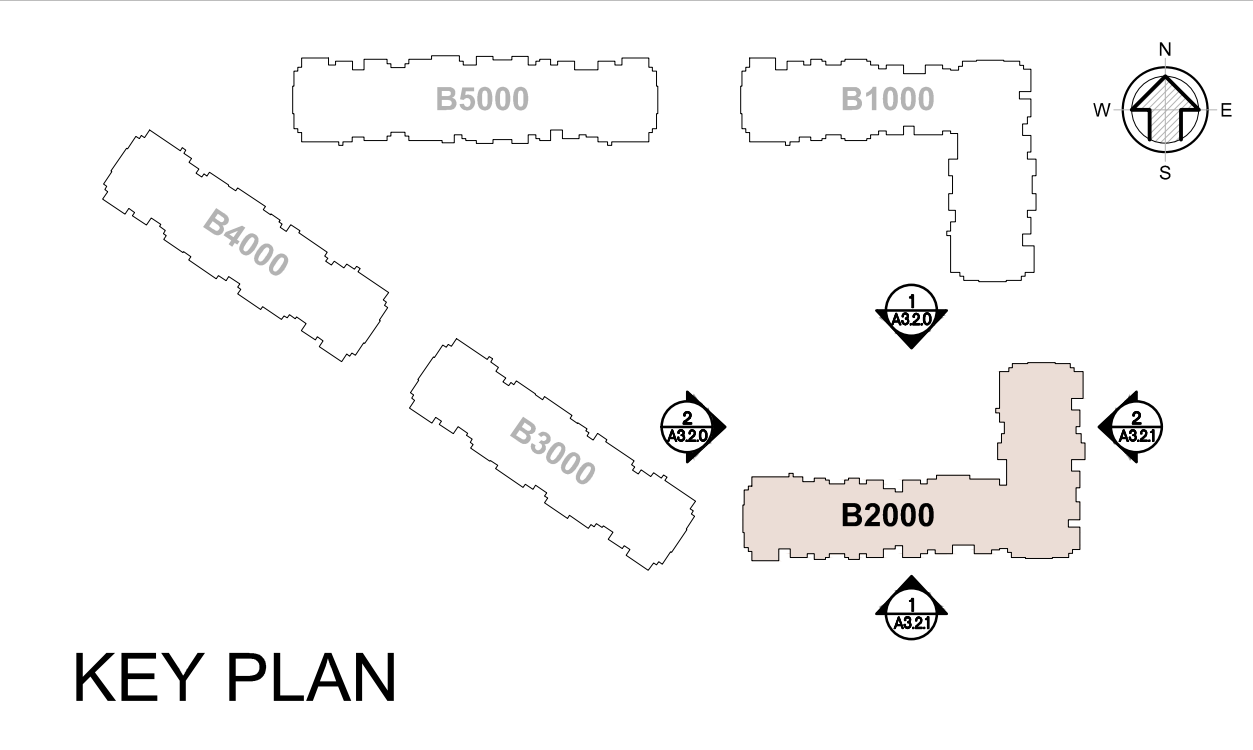 N
W E
S
B5000
B1000
B4000
1
A3.2.0
B3000
2
A3.2.0
2
A3.2.1
B2000
1
A3.2.1
KEY PLAN